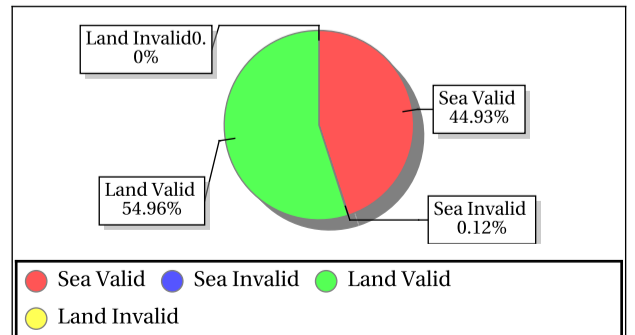 Land Invalid0.
0%
Sea Valid
44.93%
Land Valid
54.96%
Sea Invalid
0.12%
Sea Valid Sea Invalid Land Valid
Land Invalid